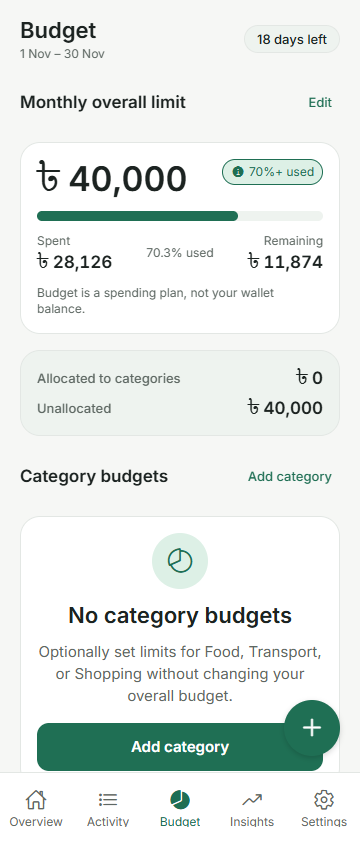 Budget
1 Nov – 30 Nov
18 days left
Monthly overall limit
Edit
৳ 40,000
70%+ used
Spent
৳ 28,126
70.3% used
Remaining
৳ 11,874
Budget is a spending plan, not your wallet
balance.
Allocated to categories
৳ 0
Unallocated
৳ 40,000
Category budgets
Add category
No category budgets
Optionally set limits for Food, Transport,
or Shopping without changing your
overall budget.
Add category
Overview
Activity
Budget
Insights
Settings